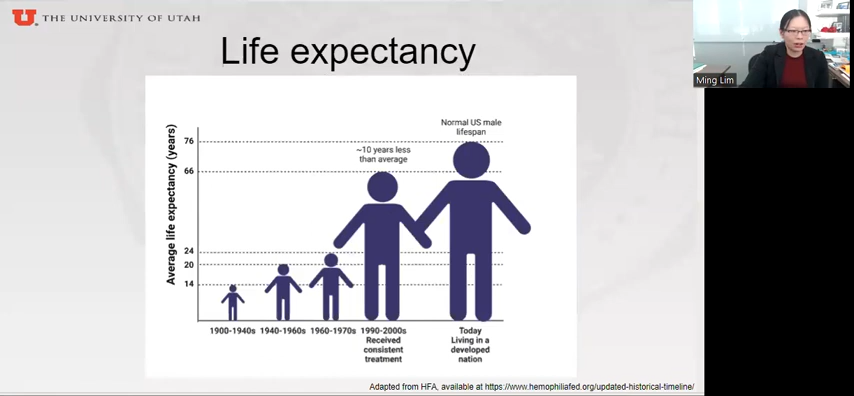 THE UNIVERSITY OF UTAH
Life expectancy
Ming Lim
Average life expectancy (years)
76
66
24
20
14
~10 years less
than average
Normal US male
lifespan
1900-1940s
1940-1960s
1960-1970s
1990-2000s
Received
consistent
treatment
Today
Living in a
developed
nation
Adapted from HFA, available at https://www.hemophiliafed.org/updated-historical-timeline/